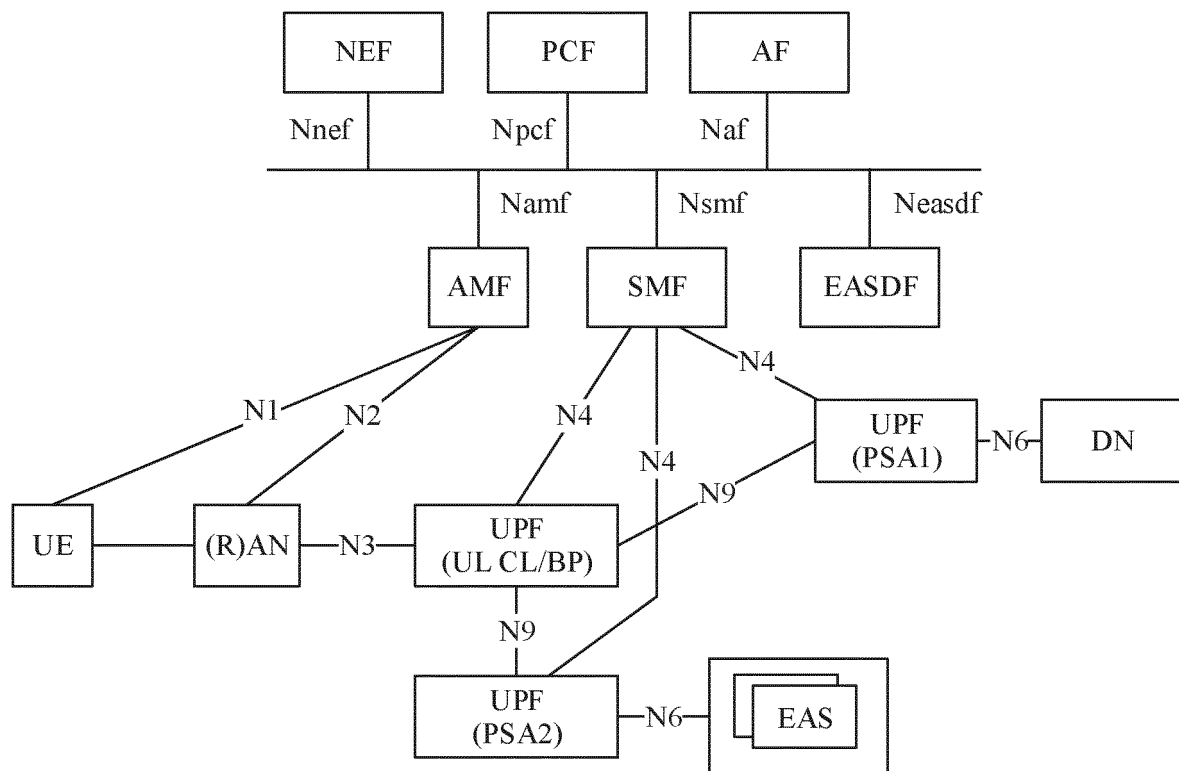 NEF
PCF
AF
Nnef
Npcf
Naf
Namf
Nsmf
Neasdf
AMF
SMF
EASDF
N4
N1
N2
N4
UPF
(PSA1)
N6
DN
N4
N9
UE
(R)AN
N3
UPF
(UL CL/BP)
N9
UPF
(PSA2)
N6
EAS